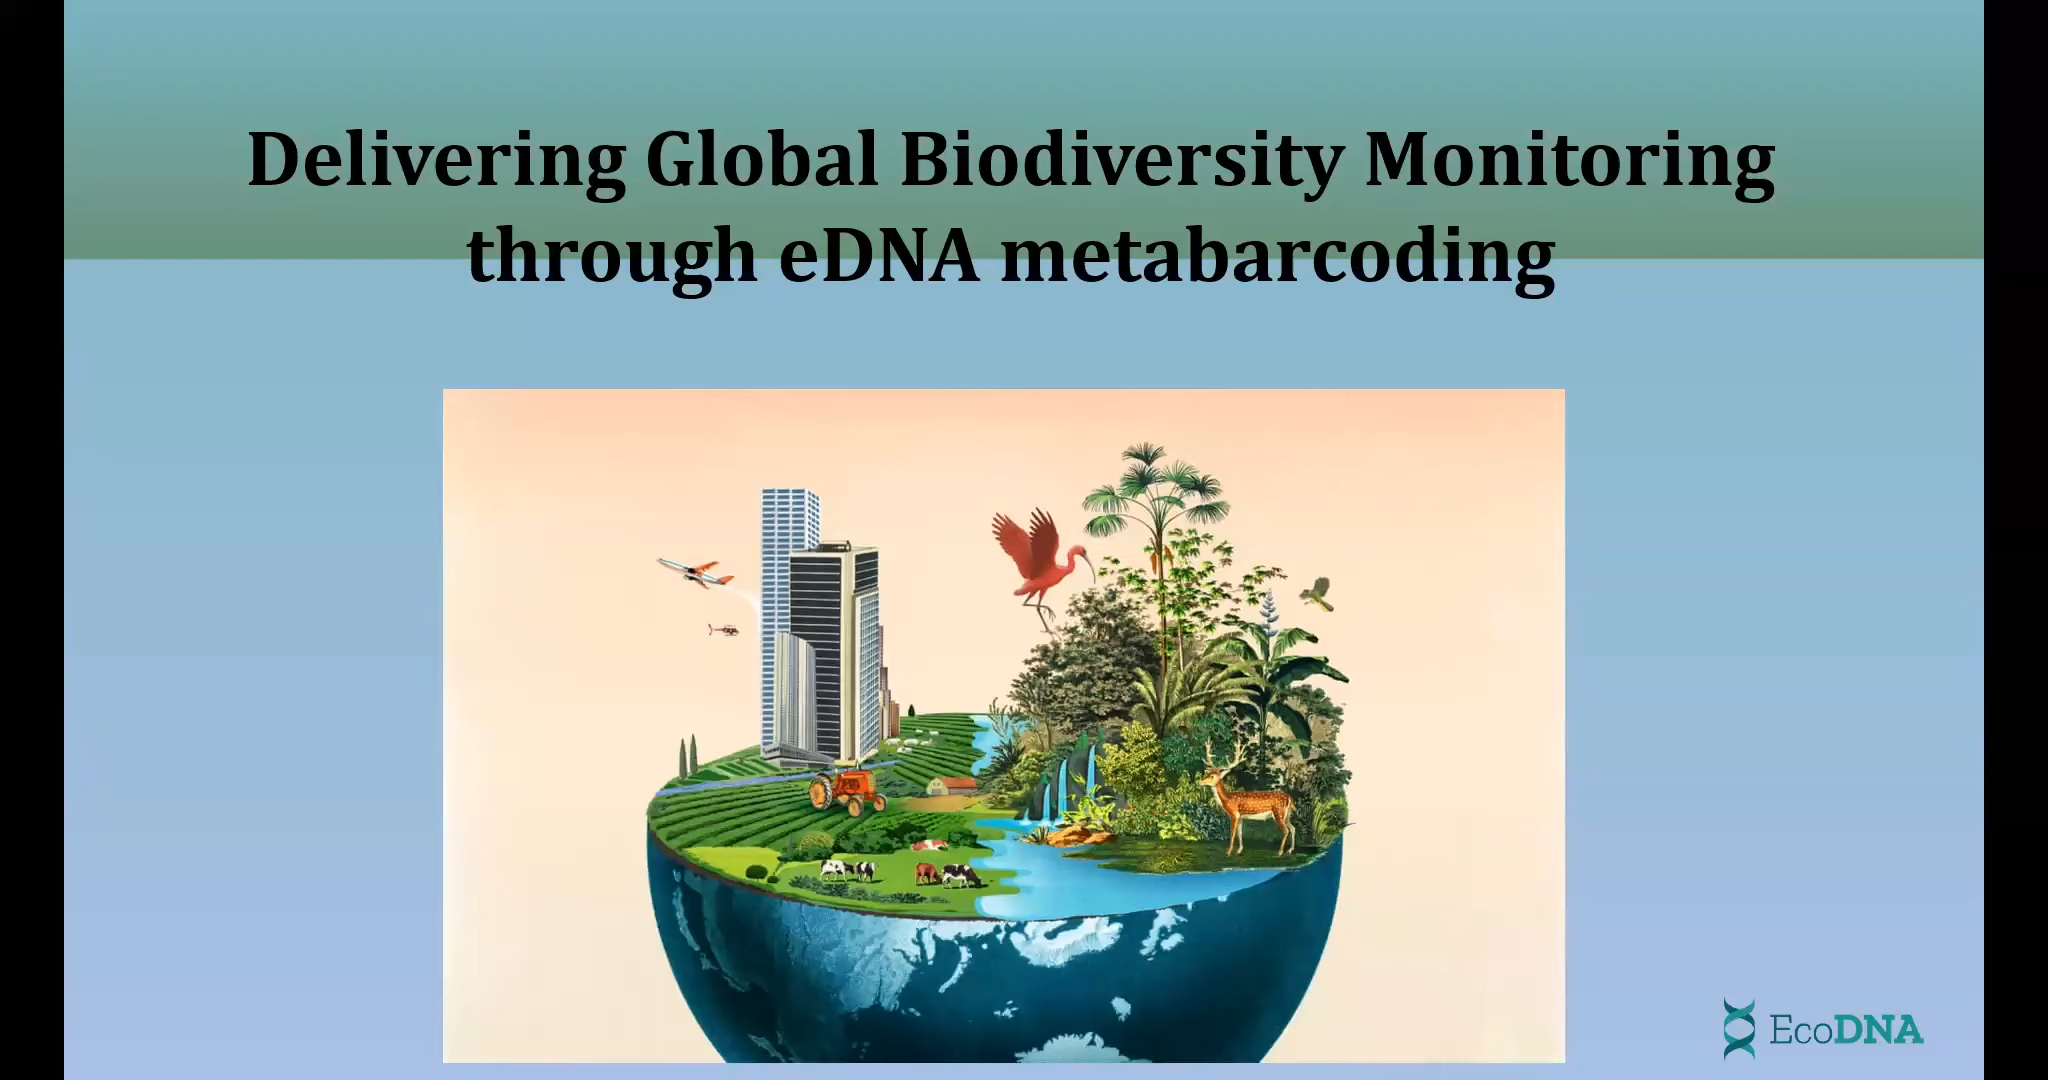 Delivering Global Biodiversity Monitoring
through eDNA metabarcoding
EcoDNA